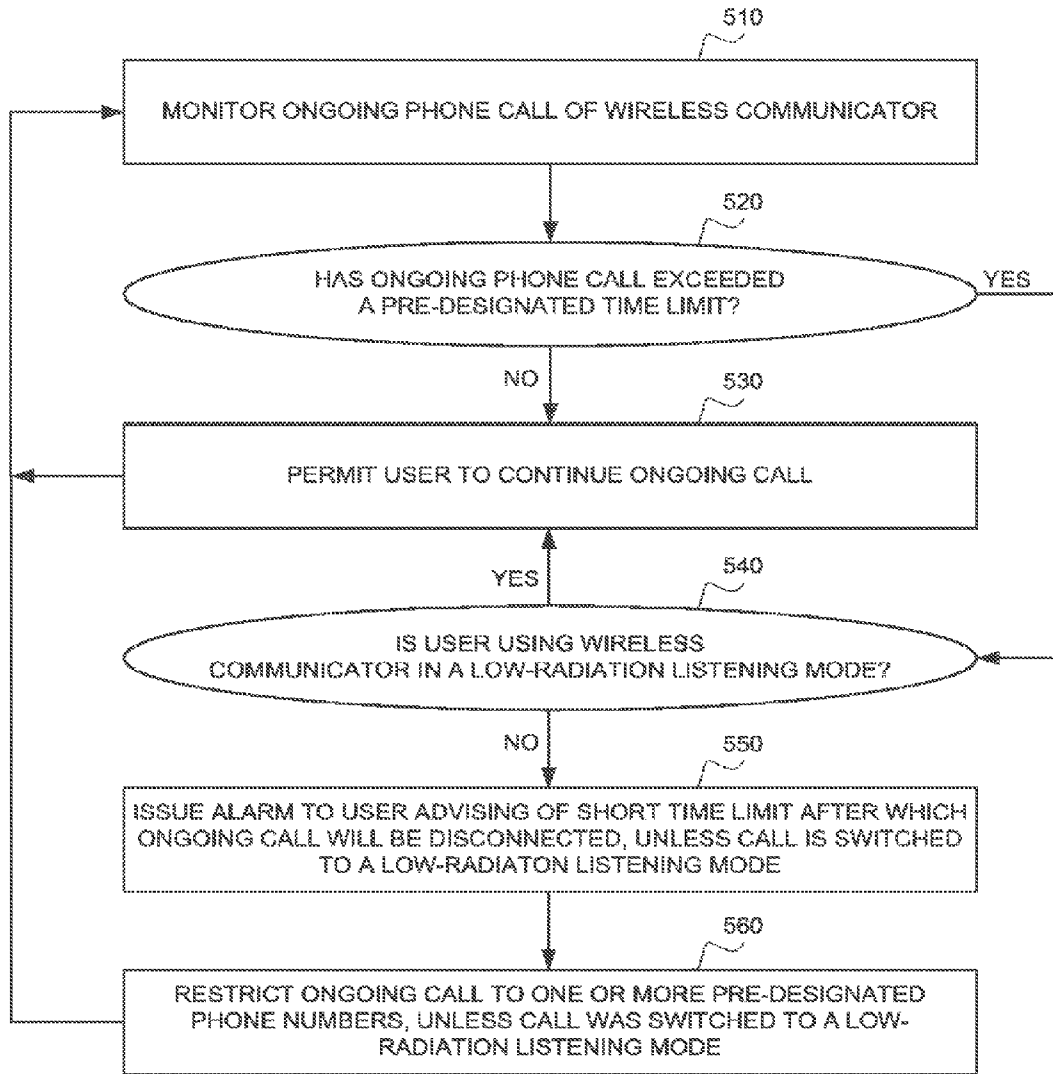 510
MONITOR ONGOING PHONE CALL OF WIRELESS COMMUNICATOR
520
HAS ONGOING PHONE CALL EXCEEDED
A PRE-DESIGNATED TIME LIMIT?
YES
NO
530
PERMIT USER TO CONTINUE ONGOING CALL
YES
540
IS USER USING WIRELESS
COMMUNICATOR IN A LOW-RADIATION LISTENING MODE?
NO
550
ISSUE ALARM TO USER ADVISING OF SHORT TIME LIMIT AFTER WHICH
ONGOING CALL WILL BE DISCONNECTED, UNLESS CALL IS SWITCHED
TO A LOW-RADIATON LISTENING MODE
560
RESTRICT ONGOING CALL TO ONE OR MORE PRE-DESIGNATED
PHONE NUMBERS, UNLESS CALL WAS SWITCHED TO A LOW-
RADIATION LISTENING MODE